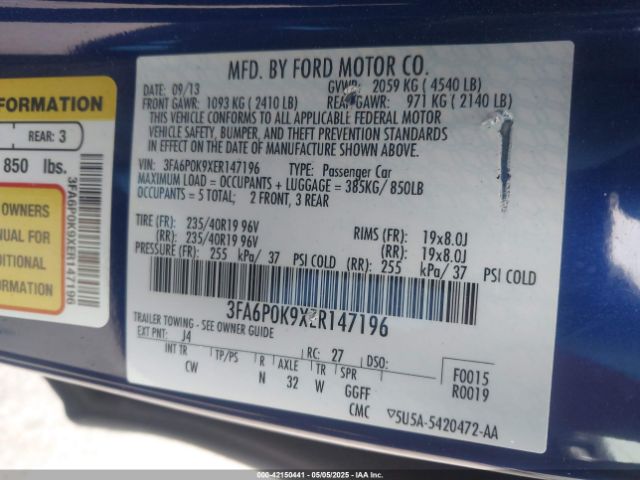 FORMATION
REAR: 3
850 lbs.
OWNERS
NUAL FOR
DITIONAL
ORMATION
3FA6P0K9XER147196
MFD. BY FORD MOTOR CO.
DATE: 09/13 GVWR: 2059 KG ( 4540 LB)
FRONT GAWR: 1093 KG ( 2410 LB) REAR GAWR: 971 KG ( 2140 LB)
THIS VEHICLE CONFORMS TO ALL APPLICABLE FEDERAL MOTOR
VEHICLE SAFETY, BUMPER, AND THEFT PREVENTION STANDARDS
IN EFFECT ON THE DATE OF MANUFACTURE SHOWN ABOVE.
VIN: 3FA6P0K9XER147196 TYPE: Passenger Car
MAXIMUM LOAD = OCCUPANTS + LUGGAGE = 385KG/ 850LB
OCCUPANTS = 5 TOTAL; 2 FRONT, 3 REAR
TIRE (FR): 235/40R19 96V RIMS (FR): 19x8.0J
(RR): 235/40R19 96V (RR): 19x8.0J
PRESSURE (FR): 255 kPa/ 37 PSI COLD (RR): 255 kPa/ 37 PSI COLD
3FA6P0K9XER147196
TRAILER TOWING - SEE OWNER GUIDE
EXT PNT: J4 RC: 27 DSO:
INT TR TP/PS R AXLE TR SPR
CW N 32 W GGFF
CMC
F0015
R0019
▽5U5A-5420472-AA
000-42150441 - 05/05/2025 - IAAI.COM